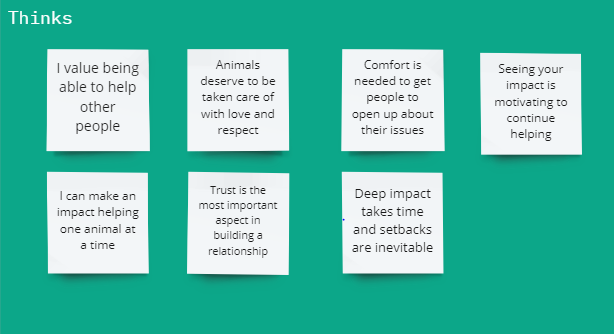 Thinks
I value being
able to help
other
people
Animals
deserve to be
taken care of
with love and
respect
Comfort is
needed to get
people to
open up about
their issues
Seeing your
impact is
motivating to
continue
helping
I can make an
impact helping
one animal at
a time
Trust is the
most important
aspect in
building a
relationship
Deep impact
takes time
and setbacks
are inevitable